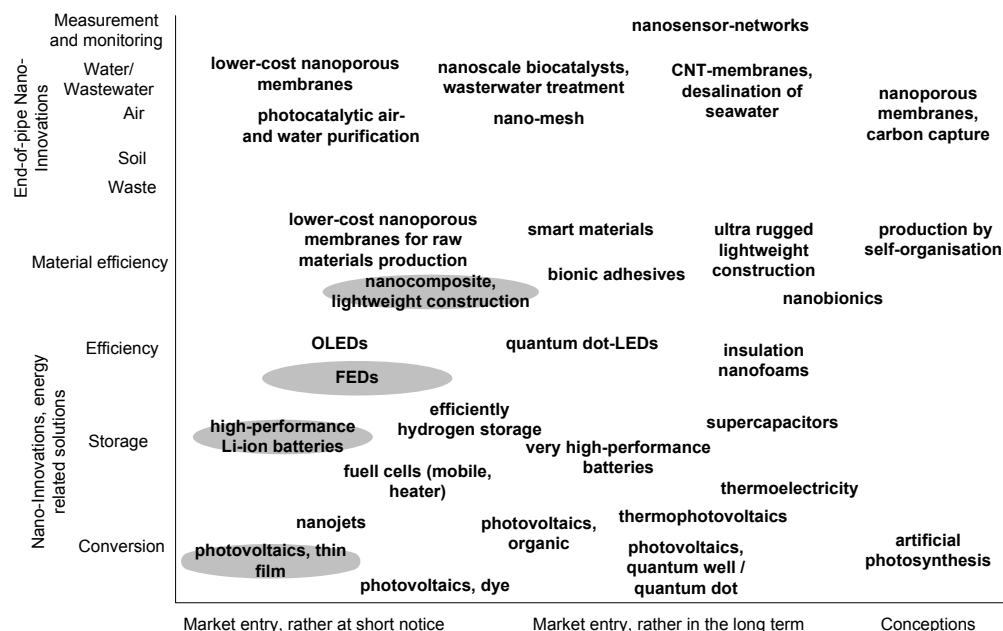 Measurement
and monitoring
nanosensor-networks
End-of-pipe Nano-
Innovations
Water/
Wastewater
lower-cost nanoporous
membranes
nanoscale biocatalysts,
wasterwater treatment
CNT-membranes,
desalination of
seawater
nanoporous
membranes,
carbon capture
Air
photocatalytic air-
and water purification
nano-mesh
Soil
Waste
Material efficiency
lower-cost nanoporous
membranes for raw
materials production
smart materials
ultra rugged
lightweight
construction
production by
self-organisation
nanocomposite,
lightweight construction
bionic adhesives
nanobionics
Nano-Innovations, energy
related solutions
Efficiency
OLEDs
quantum dot-LEDs
insulation
nanofoams
FEDs
Storage
high-performance
Li-ion batteries
efficiently
hydrogen storage
supercapacitors
very high-performance
batteries
fuell cells (mobile,
heater)
thermoelectricity
Conversion
nanojets
photovoltaics,
organic
thermophotovoltaics
photovoltaics, thin
film
photovoltaics,
quantum well /
quantum dot
artificial
photosynthesis
photovoltaics, dye
Market entry, rather at short notice
Market entry, rather in the long term
Conceptions